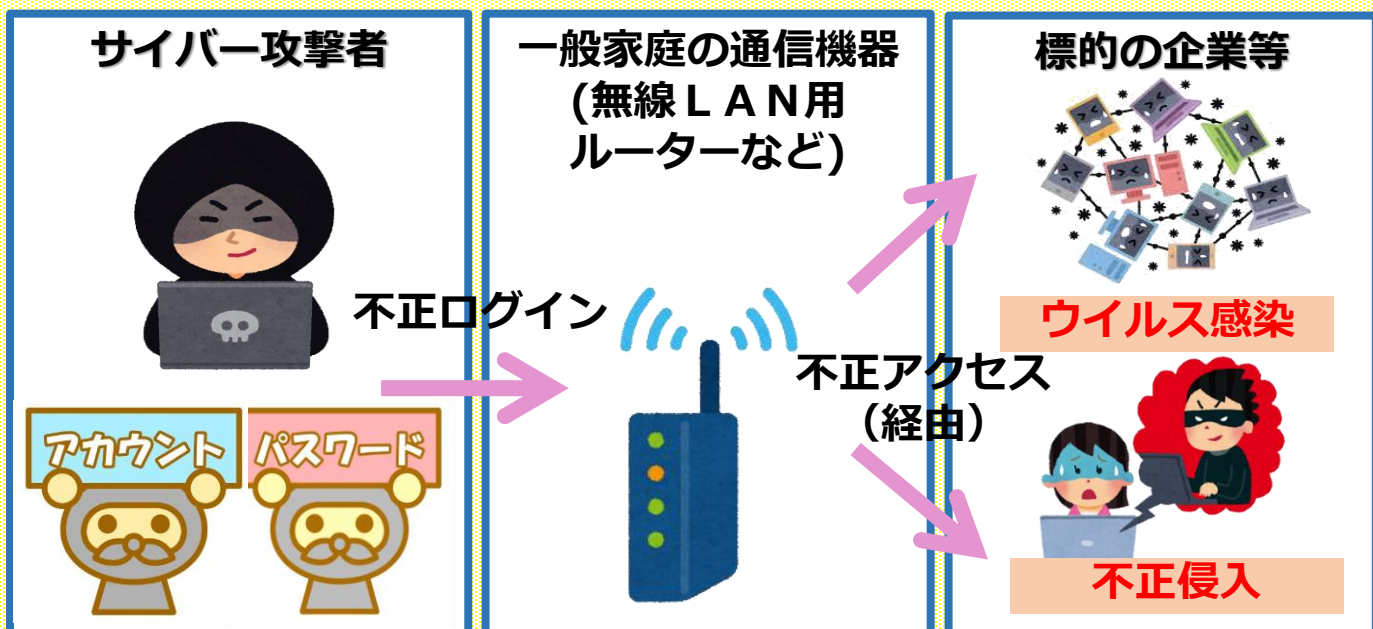 サイバー攻撃者
アカウント
パスワード
不正ログイン
一般家庭の通信機器
(無線ＬＡＮ用
ルーターなど)
不正アクセス
（経由）
標的の企業等
ウイルス感染
不正侵入